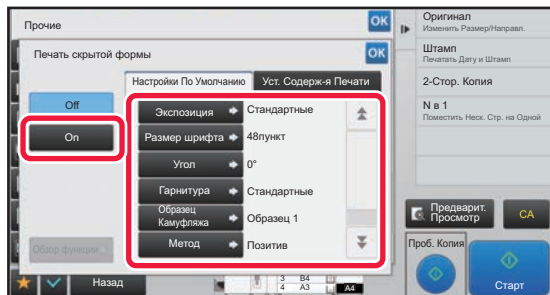 Прочие
OK
Печать скрытой формы
OK
Off
On
Обзор функции
Настройки По Умолчанию
Уст. Содерж-я Печати
Экспозиция
Стандартные
Размер шрифта
48пункт
Угол
0°
Гарнитура
Стандартные
Образец
Камуфляжа
Образец 1
Метод
Позитив
Назад
3 B4
4 A3
A4
Оригинал
Изменить Размер/Направл.
Штамп
Печатать Дату и Штамп
2-Стор. Копия
N в 1
Поместить Неск. Стр. на Одной
Предварит.
Просмотр
CA
Проб. Копия
Старт